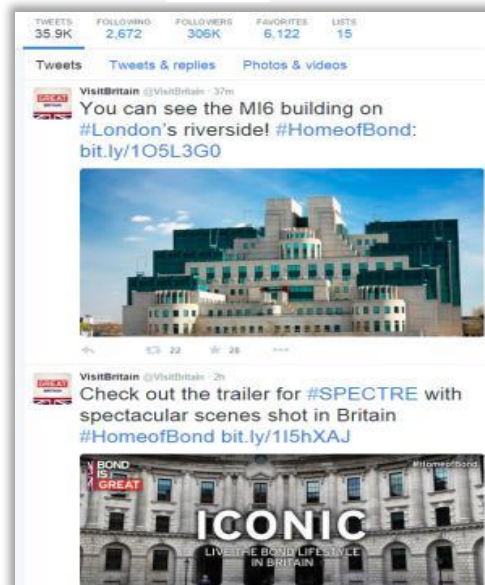 TWEETS FOLLOWING FOLLOWERS FAVORITES LISTS
35.9K 2,672 306K 6,122 15
Tweets Tweets & replies Photos & videos
VisitBritain @VisitBritain · 37m
You can see the MI6 building on
#London's riverside! #HomeofBond:
bit.ly/1O5L3G0
22 28
GREAT
VisitBritain @VisitBritain · 2h
Check out the trailer for #SPECTRE with
spectacular scenes shot in Britain
#HomeofBond bit.ly/1I5hXAJ
BOND
IS
GREAT
#HomeofBond
ICONIC
LIVE THE BOND LIFESTYLE
IN BRITAIN